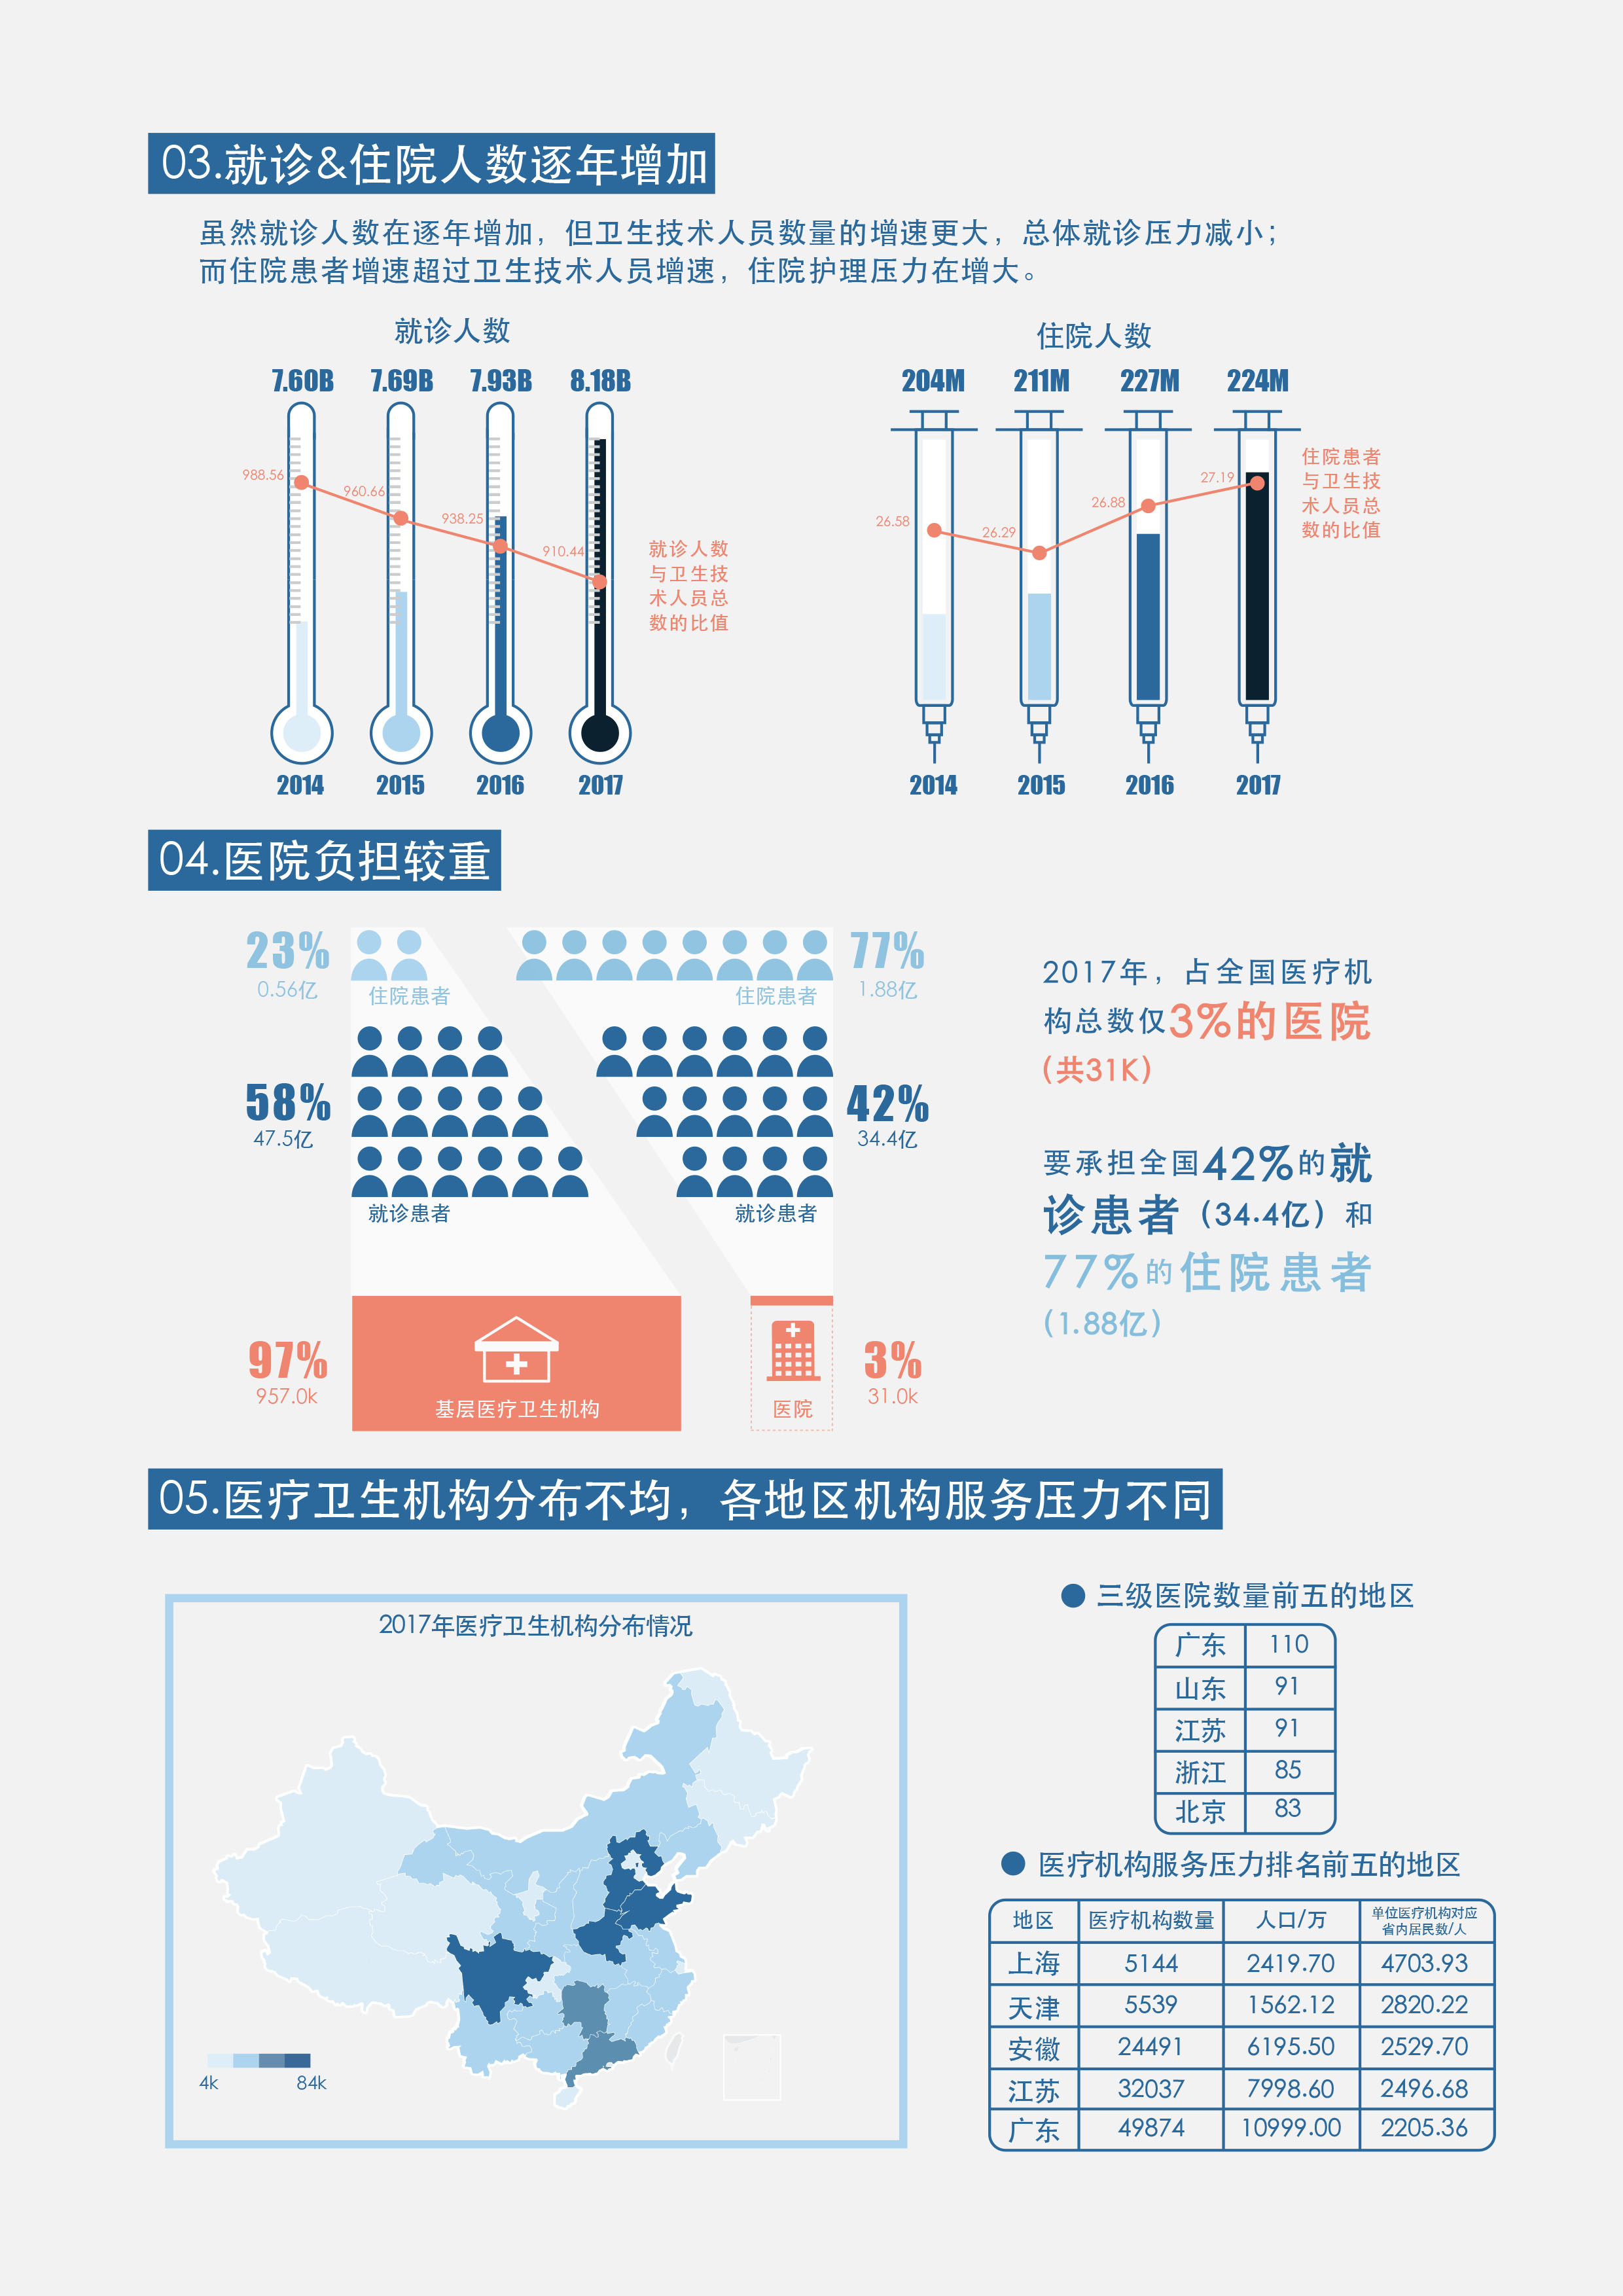 03.就诊&住院人数逐年增加
虽然就诊人数在逐年增加，但卫生技术人员数量的增速更大，总体就诊压力减小；
而住院患者增速超过卫生技术人员增速，住院护理压力在增大。
就诊人数
7.60B 7.69B 7.93B 8.18B
988.56
960.66
938.25
910.44
就诊人数
与卫生技
术人员总
数的比值
2014 2015 2016 2017
住院人数
204M 211M 227M 224M
26.58
26.29
26.88
27.19
住院患者
与卫生技
术人员总
数的比值
2014 2015 2016 2017
04.医院负担较重
23%
0.56亿
住院患者
住院患者
77%
1.88亿
58%
47.5亿
42%
34.4亿
就诊患者
就诊患者
97%
957.0k
基层医疗卫生机构
医院
3%
31.0k
2017年，占全国医疗机
构总数仅3%的医院
(共31K)
要承担全国42%的就
诊患者（34.4亿）和
77%的住院患者
(1.88亿)
05.医疗卫生机构分布不均，各地区机构服务压力不同
2017年医疗卫生机构分布情况
4k 84k
三级医院数量前五的地区
广东 110
山东 91
江苏 91
浙江 85
北京 83
医疗机构服务压力排名前五的地区
地区 医疗机构数量 人口/万 单位医疗机构对应
省内居民数/人
上海 5144 2419.70 4703.93
天津 5539 1562.12 2820.22
安徽 24491 6195.50 2529.70
江苏 32037 7998.60 2496.68
广东 49874 10999.00 2205.36